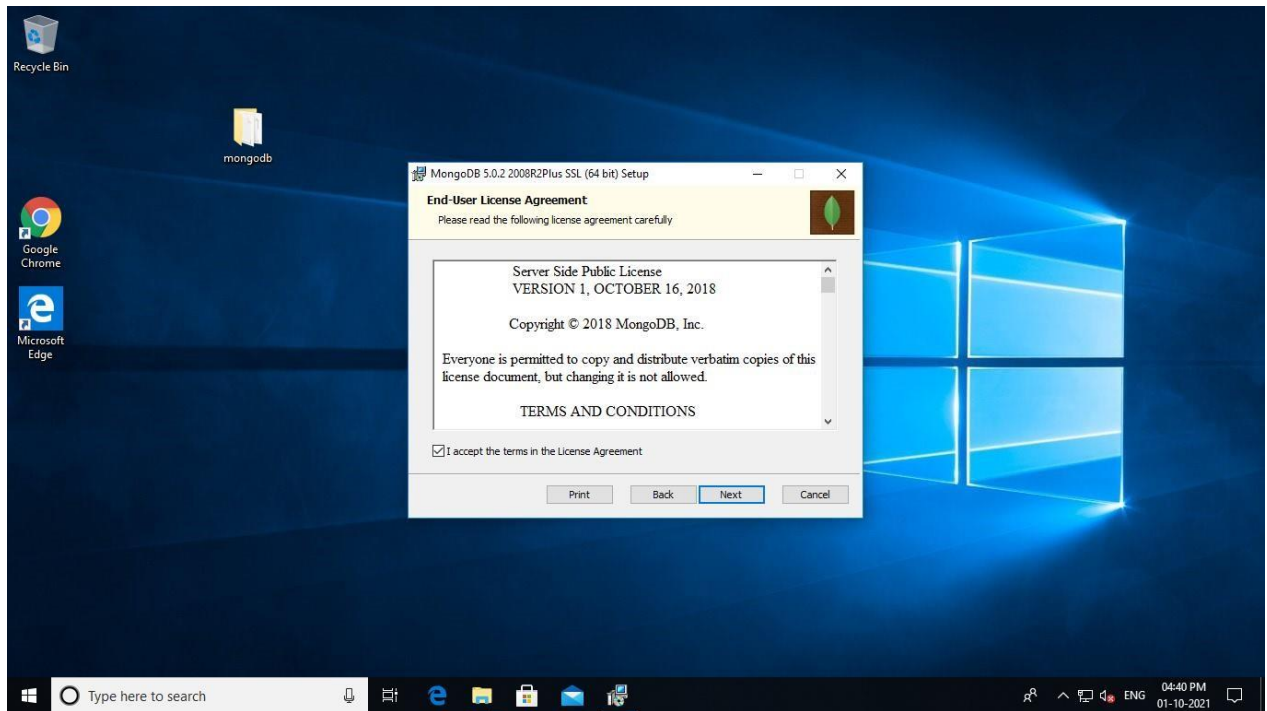 Recycle Bin
mongodb
Google
Chrome
Microsoft
Edge
MongoDB 5.0.2 2008R2Plus SSL (64 bit) Setup
End-User License Agreement
Please read the following license agreement carefully
Server Side Public License
VERSION 1, OCTOBER 16, 2018
Copyright © 2018 MongoDB, Inc.
Everyone is permitted to copy and distribute verbatim copies of this
license document, but changing it is not allowed.
TERMS AND CONDITIONS
I accept the terms in the License Agreement
Print Back Next Cancel
Type here to search
ENG
04:40 PM
01-10-2021